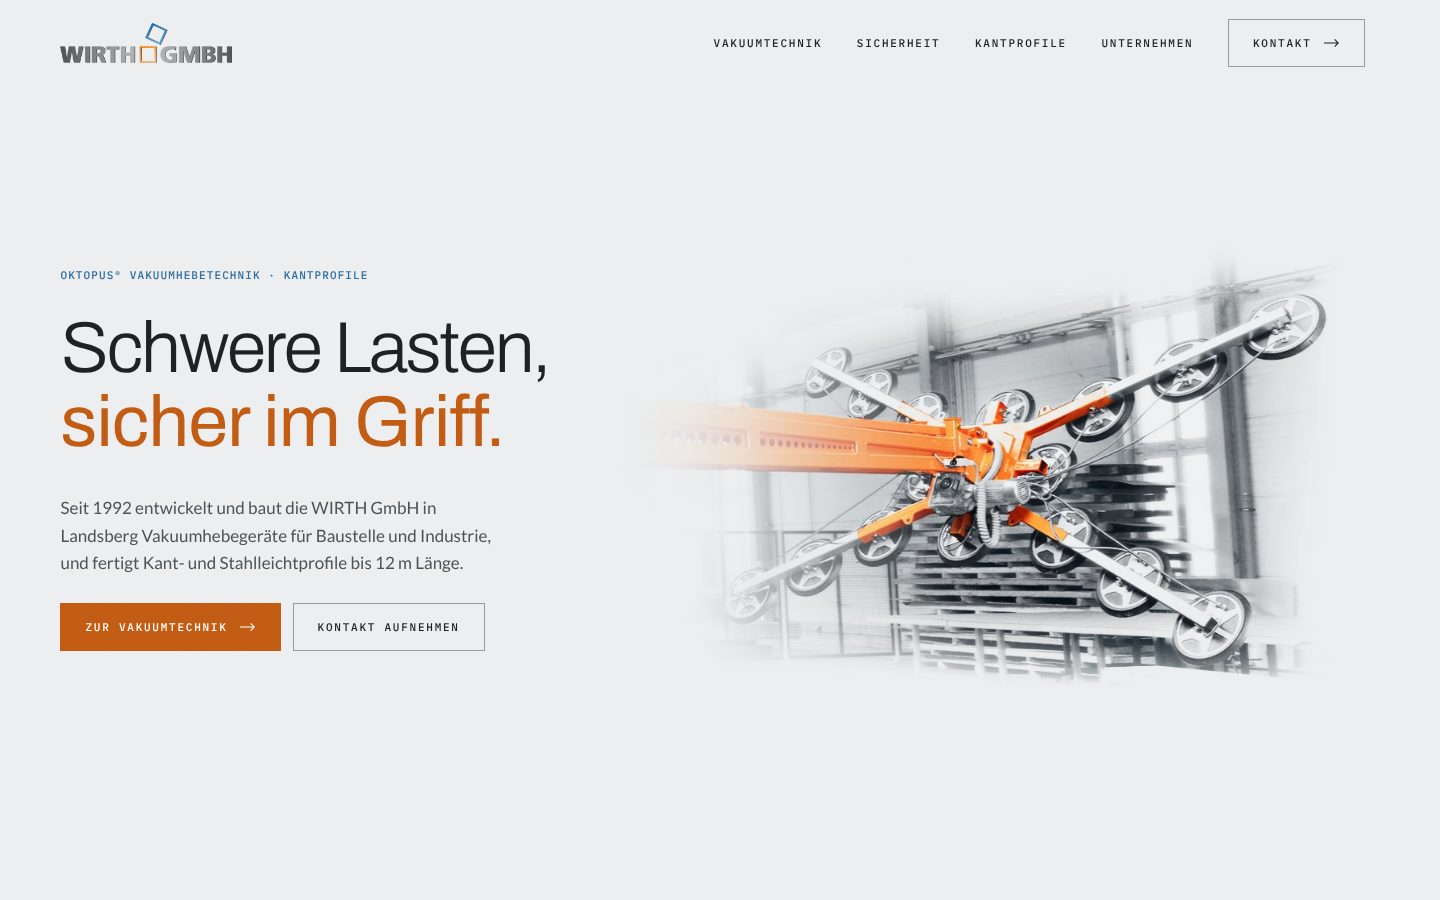 WIRTH GMBH
VAKUUMTECHNIK
SICHERHEIT
KANTPROFILE
UNTERNEHMEN
KONTAKT
OKTOPUS® VAKUUMHEBETECHNIK · KANTPROFILE
Schwere Lasten,
sicher im Griff.
Seit 1992 entwickelt und baut die WIRTH GmbH in
Landsberg Vakuumhebegeräte für Baustelle und Industrie,
und fertigt Kant- und Stahlleichtprofile bis 12 m Länge.
ZUR VAKUUMTECHNIK
KONTAKT AUFNEHMEN